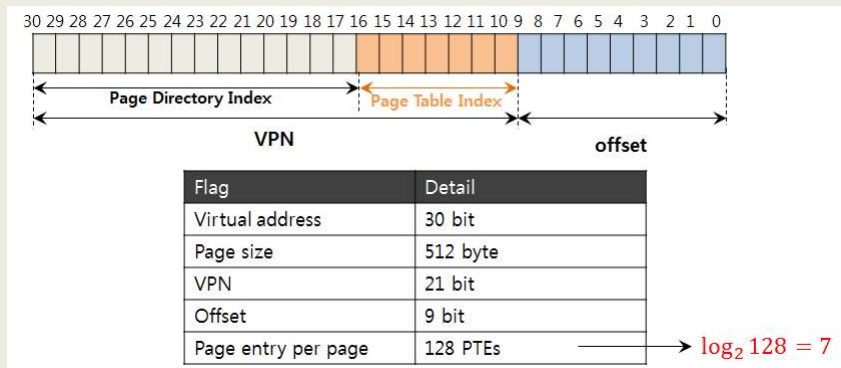 30 29 28 27 26 25 24 23 22 21 20 19 18 17 16 15 14 13 12 11 10 9 8 7 6 5 4 3 2 1 0
Page Directory Index
Page Table Index
VPN
offset
Flag Detail
Virtual address 30 bit
Page size 512 byte
VPN 21 bit
Offset 9 bit
Page entry per page 128 PTEs log₂ 128 = 7